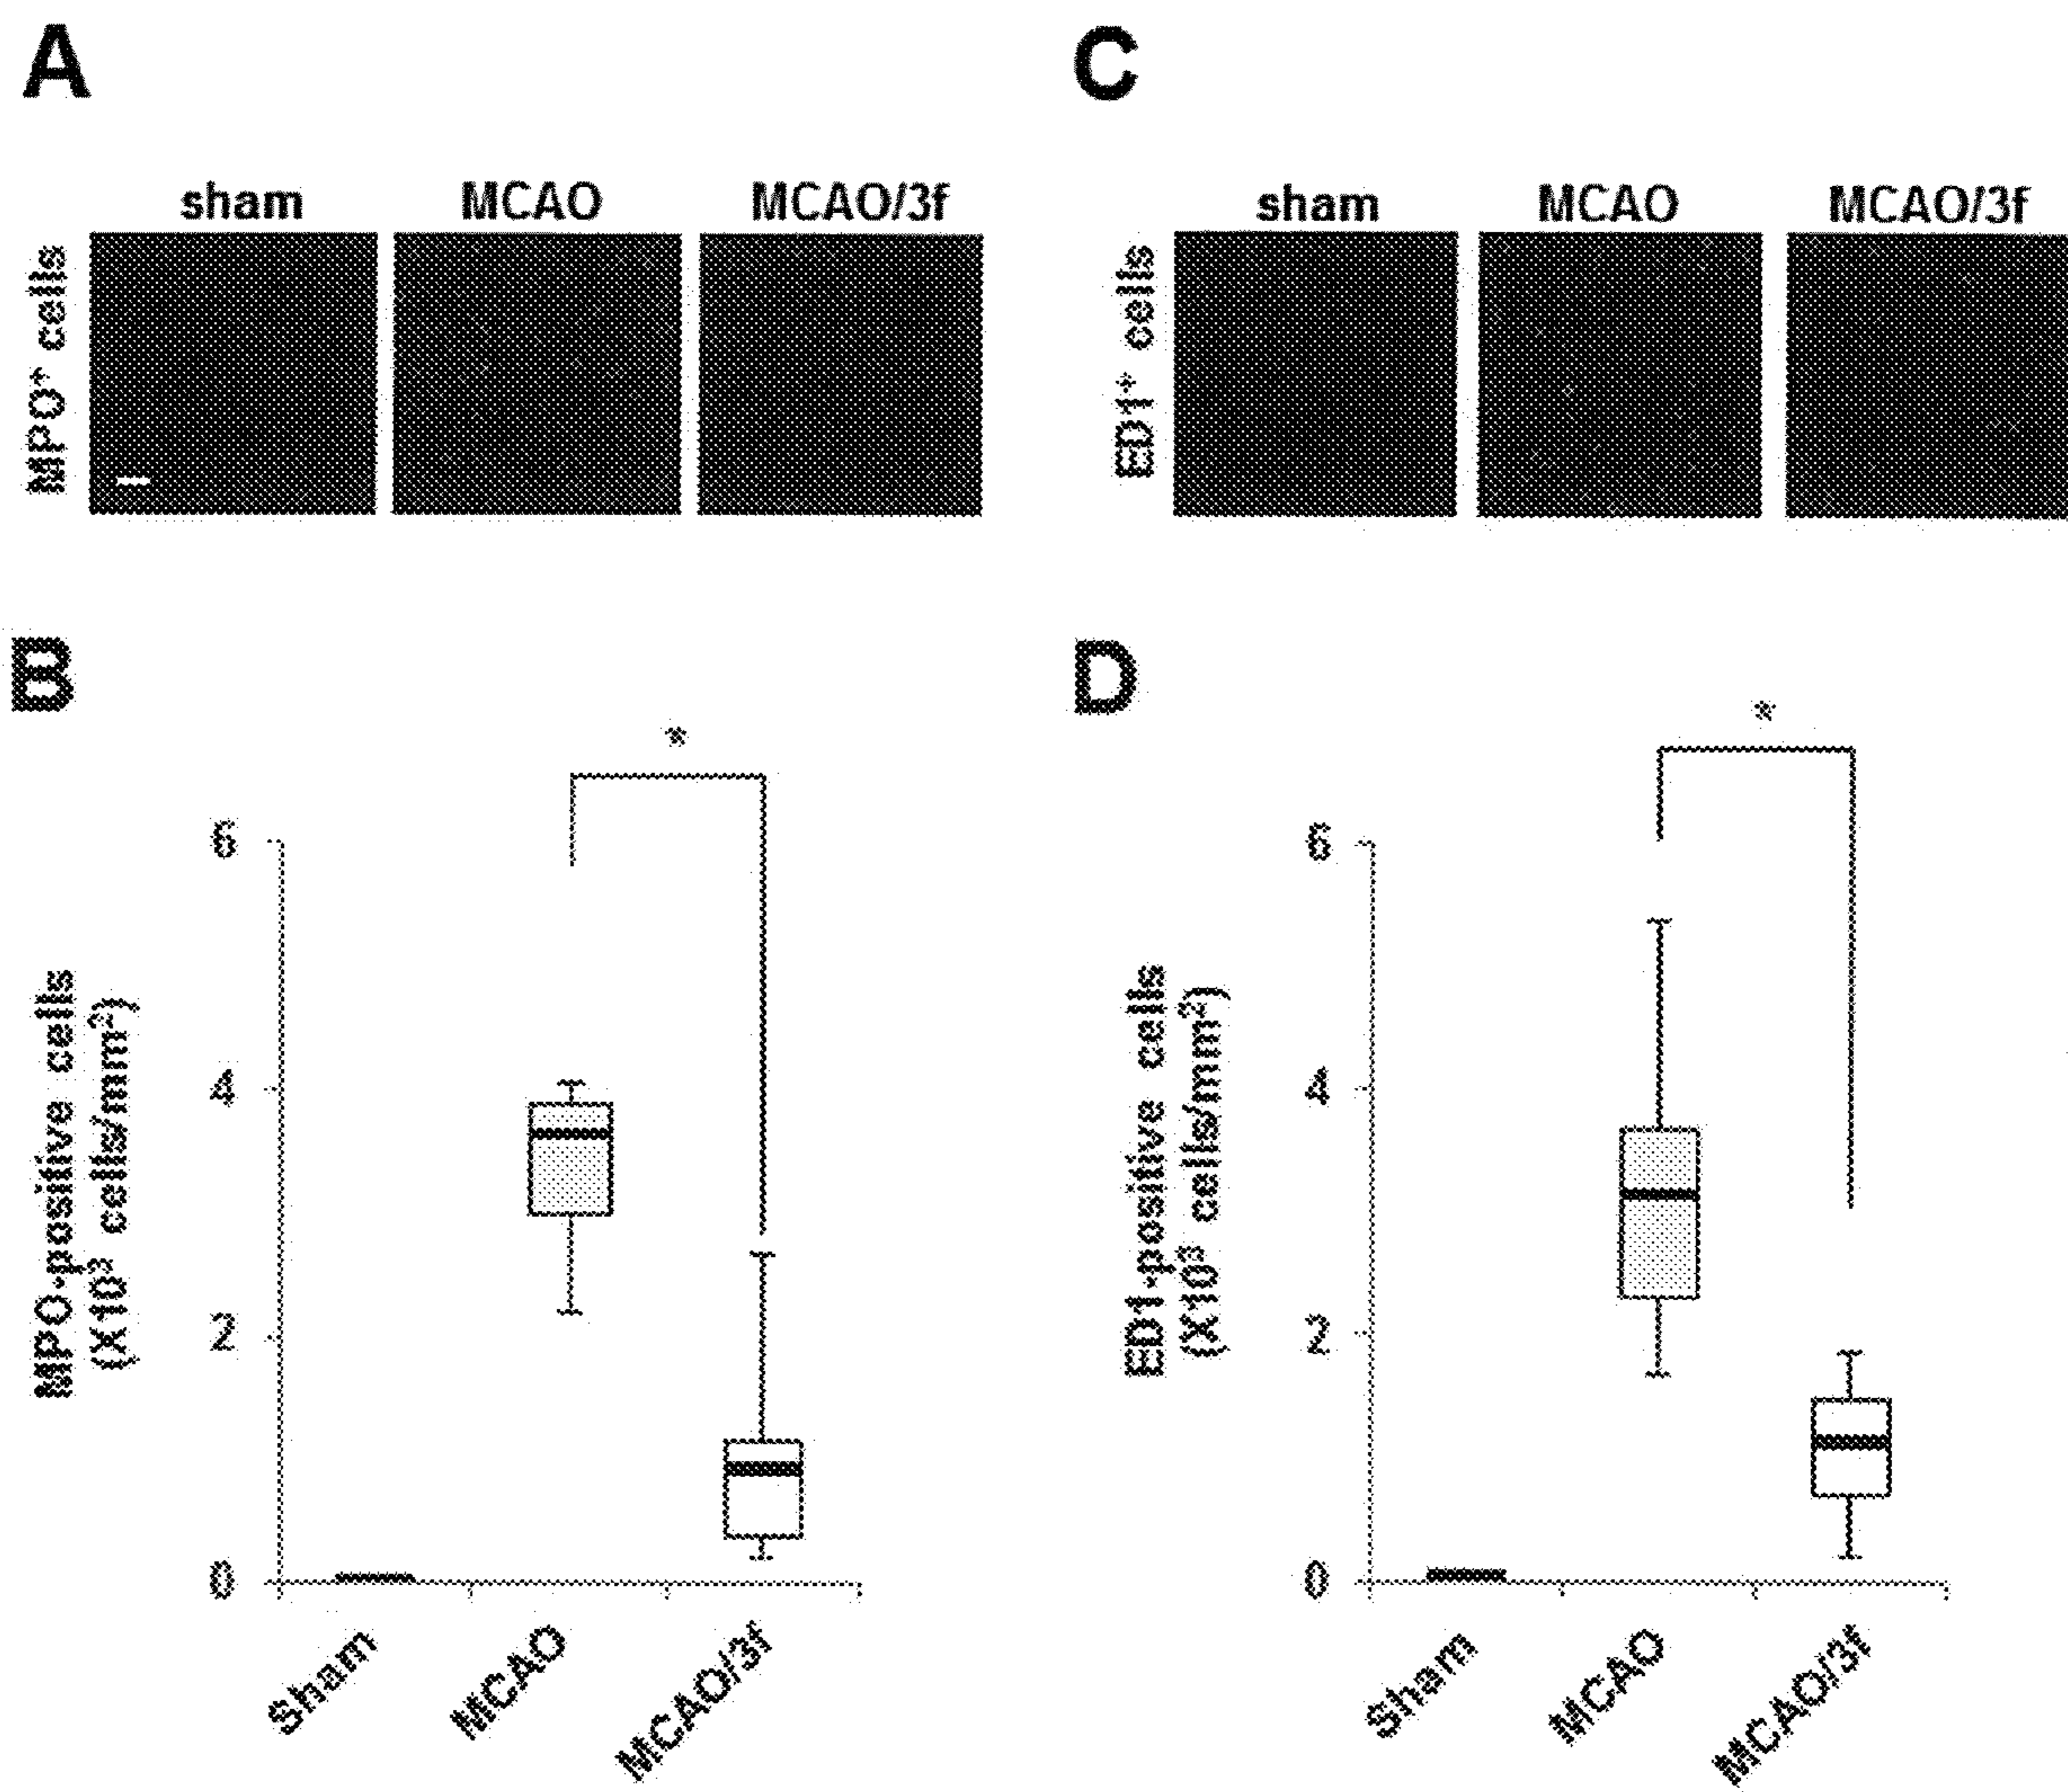 A
sham MCAO MCAO/3f
MPO⁺ cells
C
sham MCAO MCAO/3f
ED1⁺ cells
B
*
MPO-positive cells
(X10³ cells/mm²)
6
4
2
0
Sham MCAO MCAO/3f
D
*
ED1-positive cells
(X10³ cells/mm²)
6
4
2
0
Sham MCAO MCAO/3f